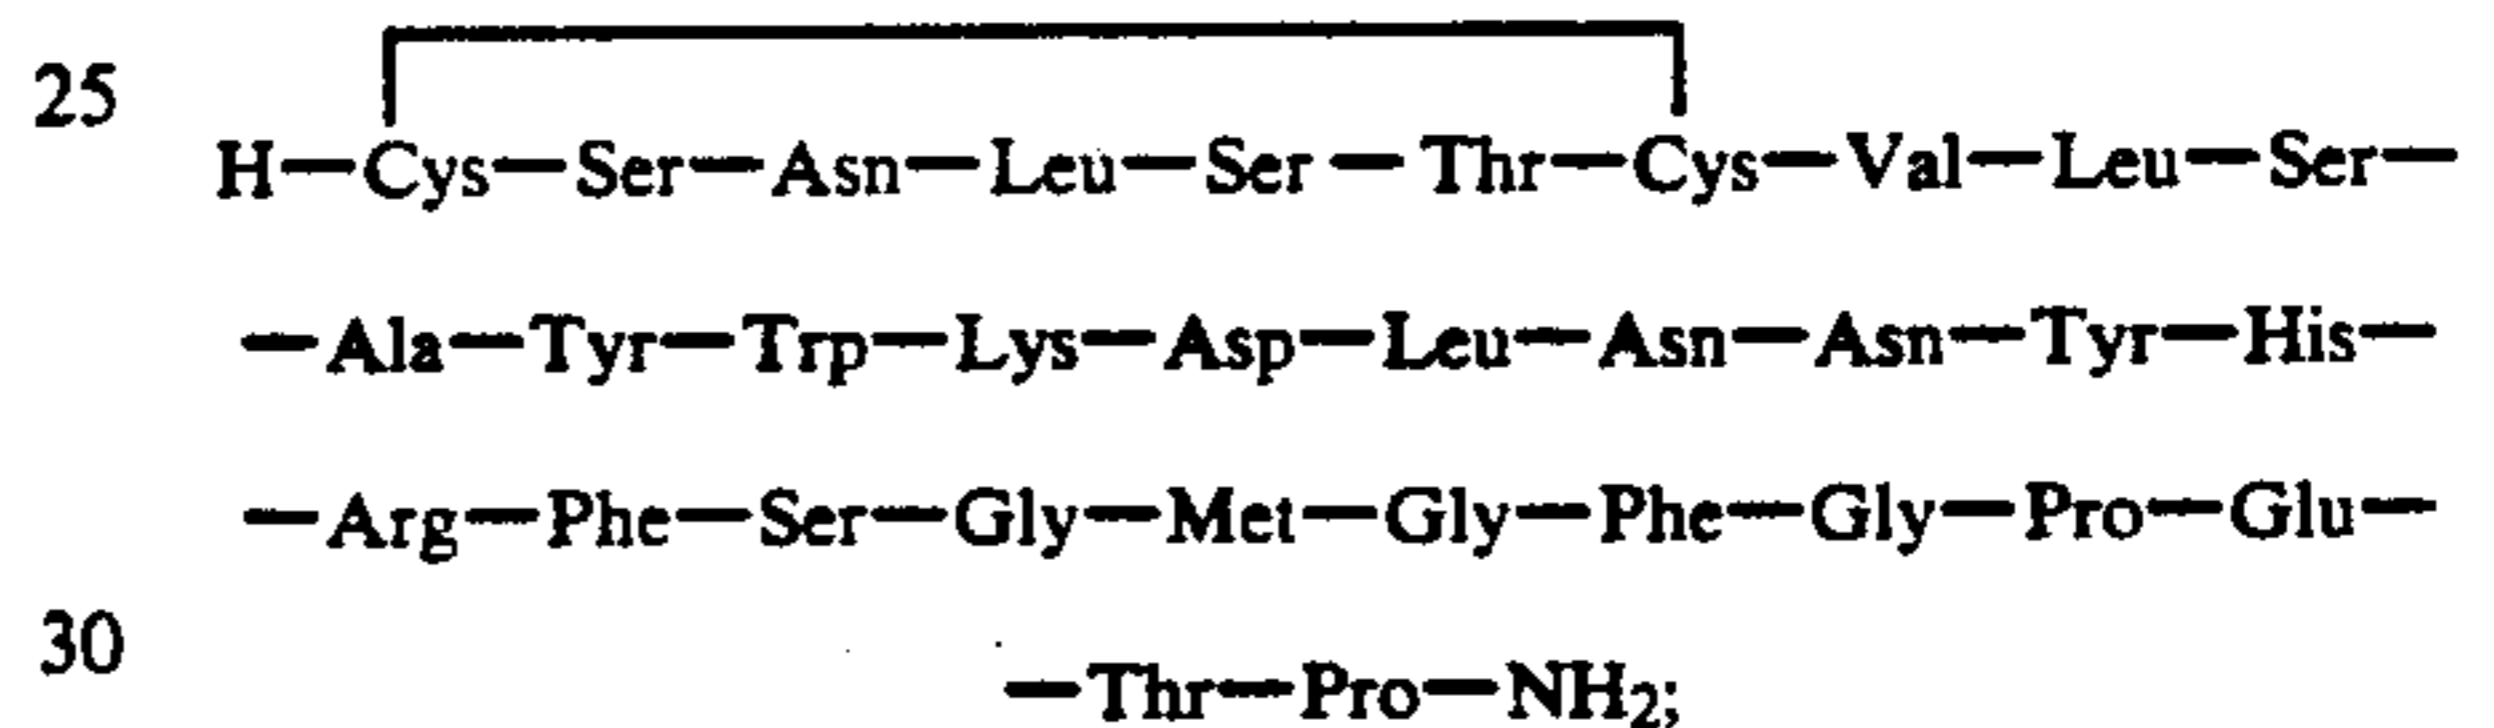 25
H—Cys—Ser—Asn—Leu—Ser—Thr—Cys—Val—Leu—Ser—
—Ala—Tyr—Trp—Lys—Asp—Leu—Asn—Asn—Tyr—His—
—Arg—Phe—Ser—Gly—Met—Gly—Phe—Gly—Pro—Glu—
30
—Thr—Pro—NH₂;